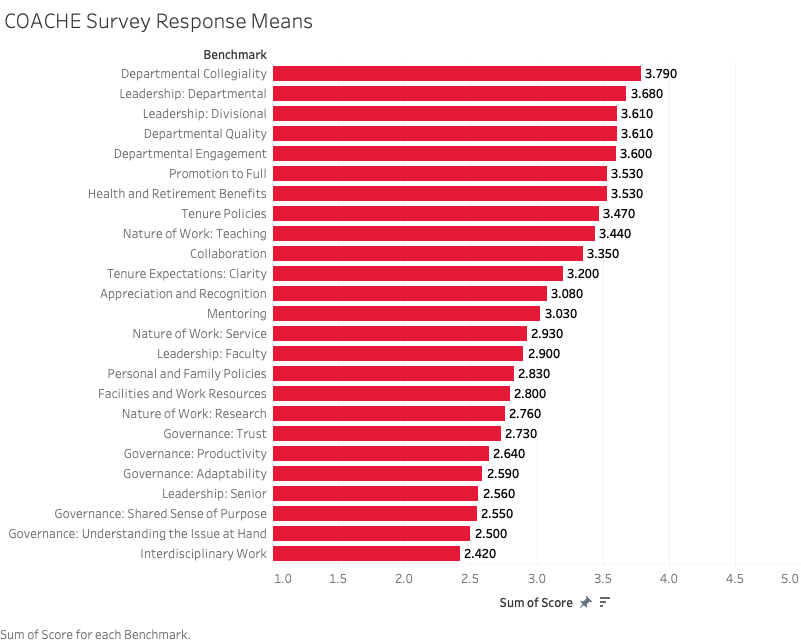 COACHE Survey Response Means
Benchmark
Departmental Collegiality 3.790
Leadership: Departmental 3.680
Leadership: Divisional 3.610
Departmental Quality 3.610
Departmental Engagement 3.600
Promotion to Full 3.530
Health and Retirement Benefits 3.530
Tenure Policies 3.470
Nature of Work: Teaching 3.440
Collaboration 3.350
Tenure Expectations: Clarity 3.200
Appreciation and Recognition 3.080
Mentoring 3.030
Nature of Work: Service 2.930
Leadership: Faculty 2.900
Personal and Family Policies 2.830
Facilities and Work Resources 2.800
Nature of Work: Research 2.760
Governance: Trust 2.730
Governance: Productivity 2.640
Governance: Adaptability 2.590
Leadership: Senior 2.560
Governance: Shared Sense of Purpose 2.550
Governance: Understanding the Issue at Hand 2.500
Interdisciplinary Work 2.420
1.0 1.5 2.0 2.5 3.0 3.5 4.0 4.5 5.0
Sum of Score
Sum of Score for each Benchmark.